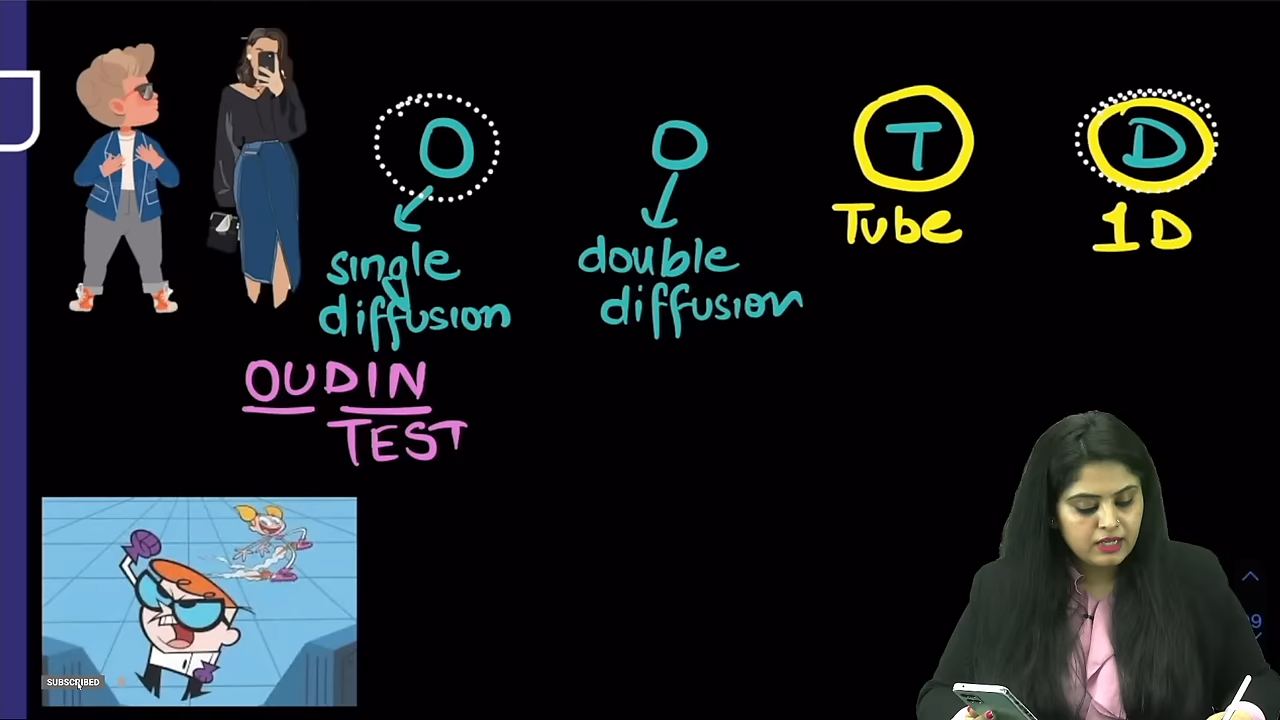 O
O
T
D
single
diffusion
double
diffusion
Tube
1D
OUDIN
TEST
SUBSCRIBED